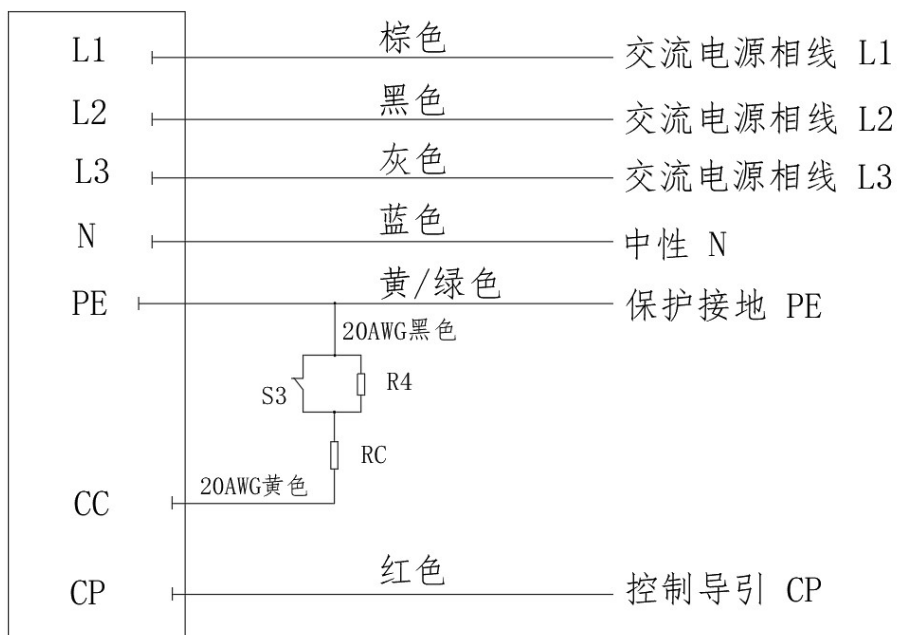 L1 棕色 交流电源相线 L1
L2 黑色 交流电源相线 L2
L3 灰色 交流电源相线 L3
N 蓝色 中性 N
PE 黄/绿色 保护接地 PE
20AWG黑色
S3 R4
RC
20AWG黄色
CC
CP 红色 控制导引 CP